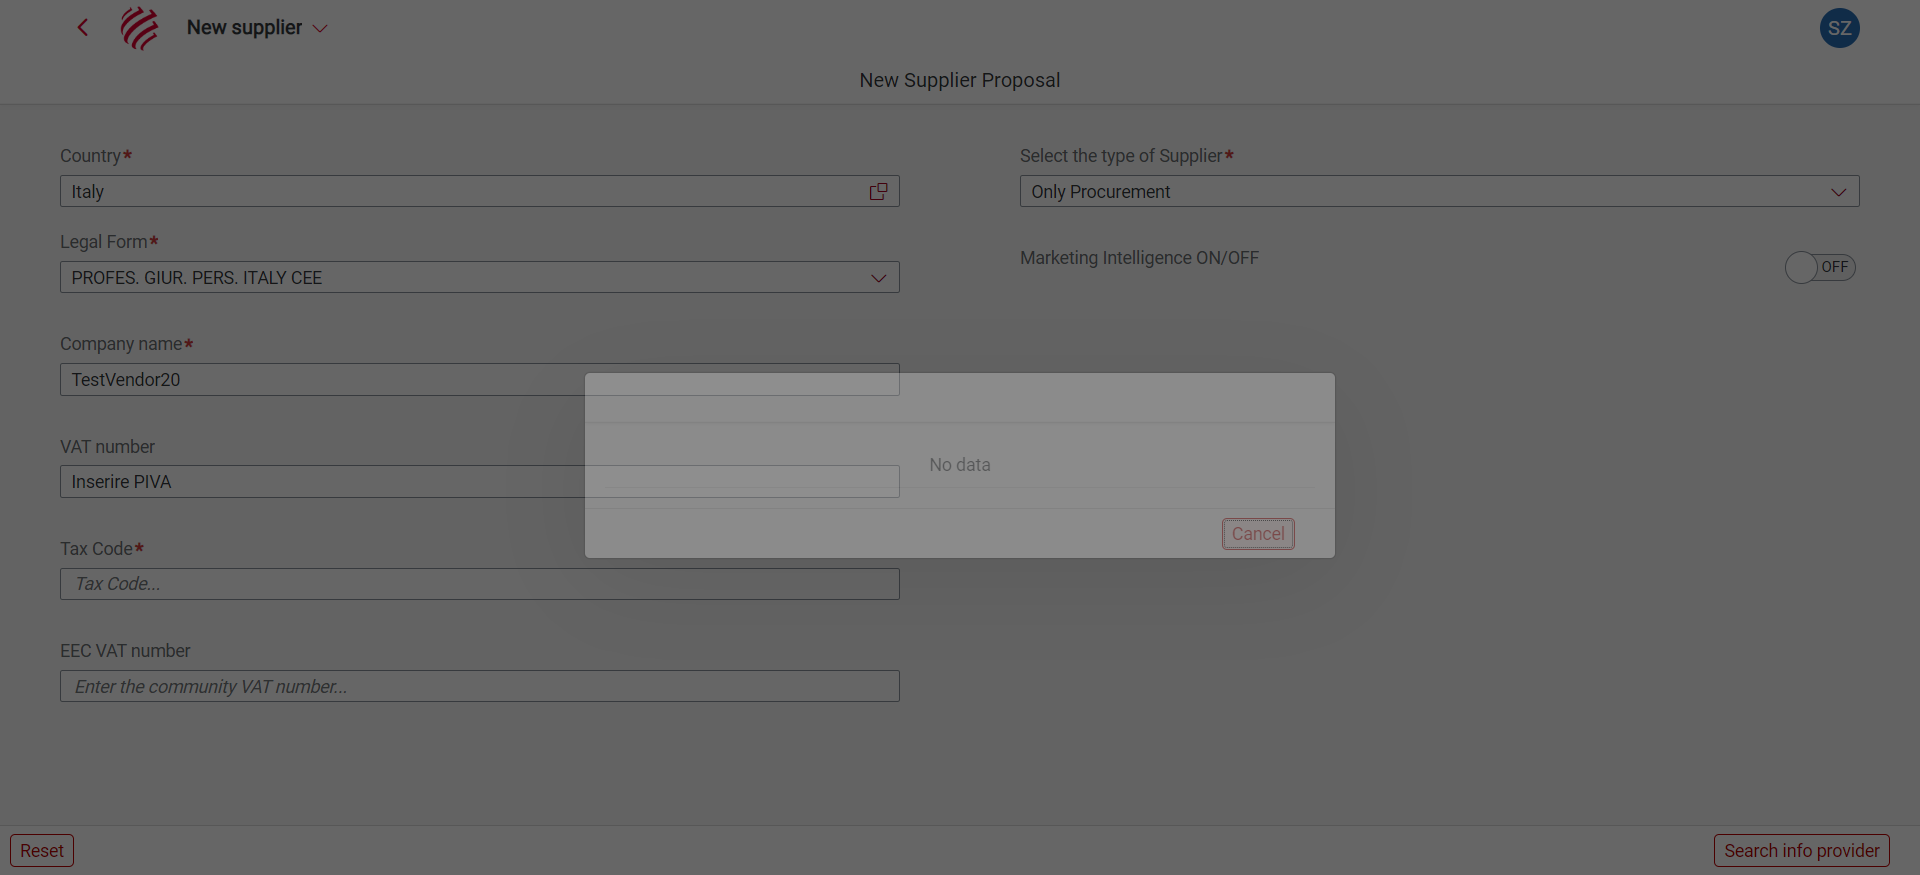 New supplier
SZ
New Supplier Proposal
Country*
Italy
Select the type of Supplier*
Only Procurement
Legal Form*
PROFES. GIUR. PERS. ITALY CEE
Marketing Intelligence ON/OFF
OFF
Company name*
TestVendor20
VAT number
Inserire PIVA
No data
Cancel
Tax Code*
Tax Code...
EEC VAT number
Enter the community VAT number...
Reset
Search info provider